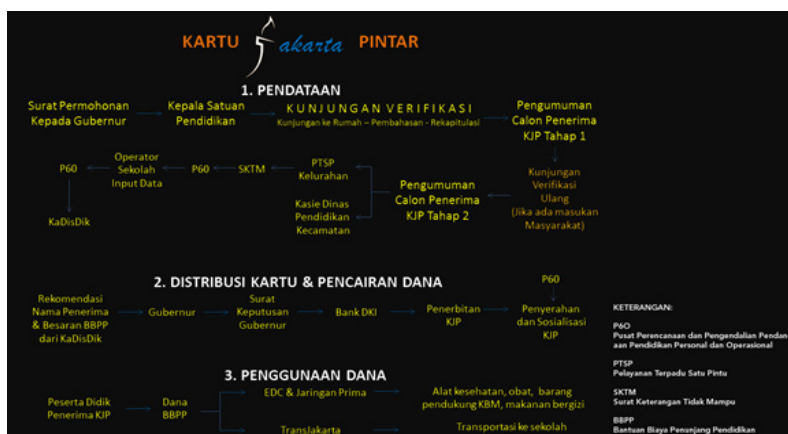 KARTU Jakarta PINTAR
1. PENDATAAN
Surat Permohonan
Kepada Gubernur
Kepala Satuan
Pendidikan
KUNJUNGAN VERIFIKASI
Kunjungan ke Rumah – Pembahasan - Rekapitulasi
Pengumuman
Calon Penerima
KJP Tahap 1
Kunjungan
Verifikasi
Ulang
(Jika ada masukan
Masyarakat)
Pengumuman
Calon Penerima
KJP Tahap 2
PTSP
Kelurahan
Kasie Dinas
Pendidikan
Kecamatan
SKTM
P60
Operator
Sekolah
Input Data
P60
KaDisDik
2. DISTRIBUSI KARTU & PENCAIRAN DANA
Rekomendasi
Nama Penerima
& Besaran BBPP
dari KaDisDik
Gubernur
Surat
Keputusan
Gubernur
Bank DKI
Penerbitan
KJP
P60
Penyerahan
dan Sosialisasi
KJP
3. PENGGUNAAN DANA
Peserta Didik
Penerima KJP
Dana
BBPP
EDC & Jaringan Prima
Alat kesehatan, obat, barang
pendukung KBM, makanan bergizi
TransJakarta
Transportasi ke sekolah
KETERANGAN:
P6O
Pusat Perencanaan dan Pengendalian Pendan
aan Pendidikan Personal dan Operasional
PTSP
Pelayanan Terpadu Satu Pintu
SKTM
Surat Keterangan Tidak Mampu
BBPP
Bantuan Biaya Penunjang Pendidikan